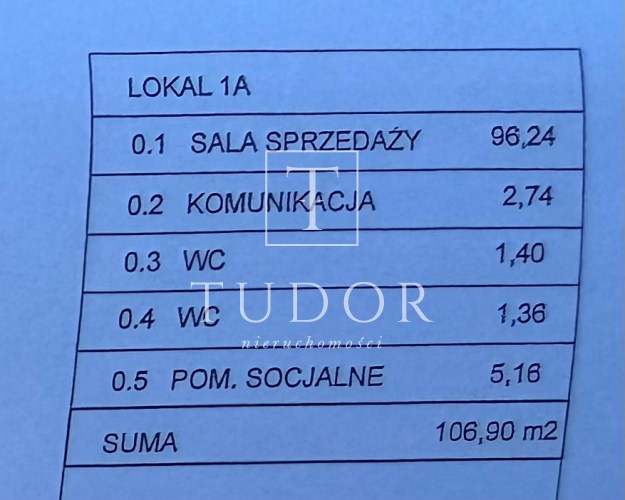 LOKAL 1A
0.1 SALA SPRZEDAŻY 96,24
0.2 KOMUNIKACJA 2,74
0.3 WC 1,40
0.4 WC 1,36
0.5 POM. SOCJALNE 5,16
SUMA 106,90 m2
T
TUDOR
nieruchomości